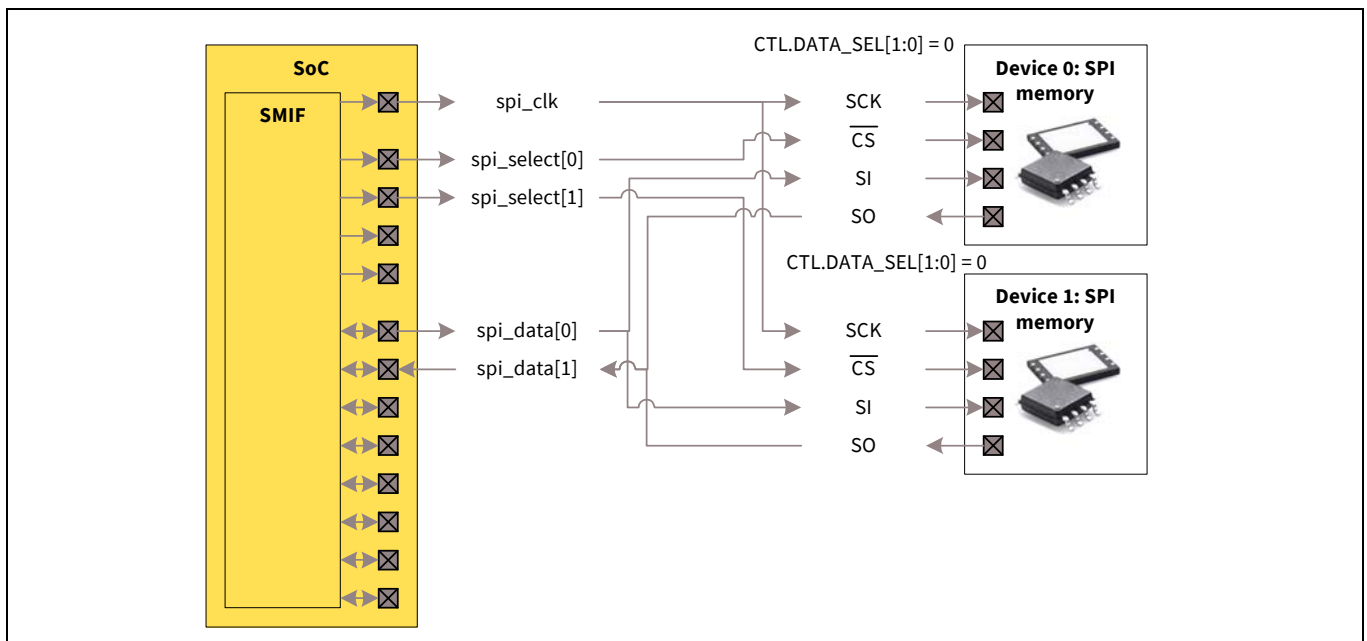 CTL.DATA_SEL[1:0] = 0
SoC
SMIF
spi_clk
spi_select[0]
spi_select[1]
spi_data[0]
spi_data[1]
SCK
CS
SI
SO
Device 0: SPI
memory
CTL.DATA_SEL[1:0] = 0
SCK
CS
SI
SO
Device 1: SPI
memory